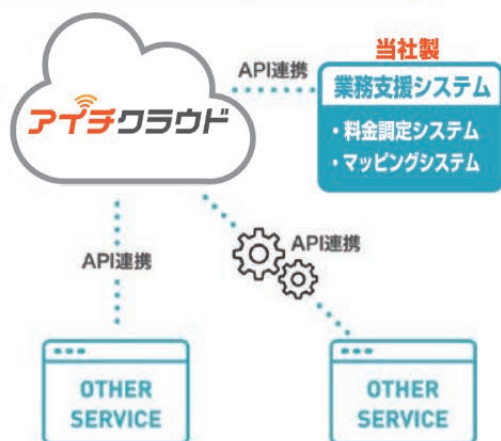 アイチクラウド
API連携
当社製
業務支援システム
・料金調定システム
・マッピングシステム
API連携
API連携
OTHER
SERVICE
OTHER
SERVICE